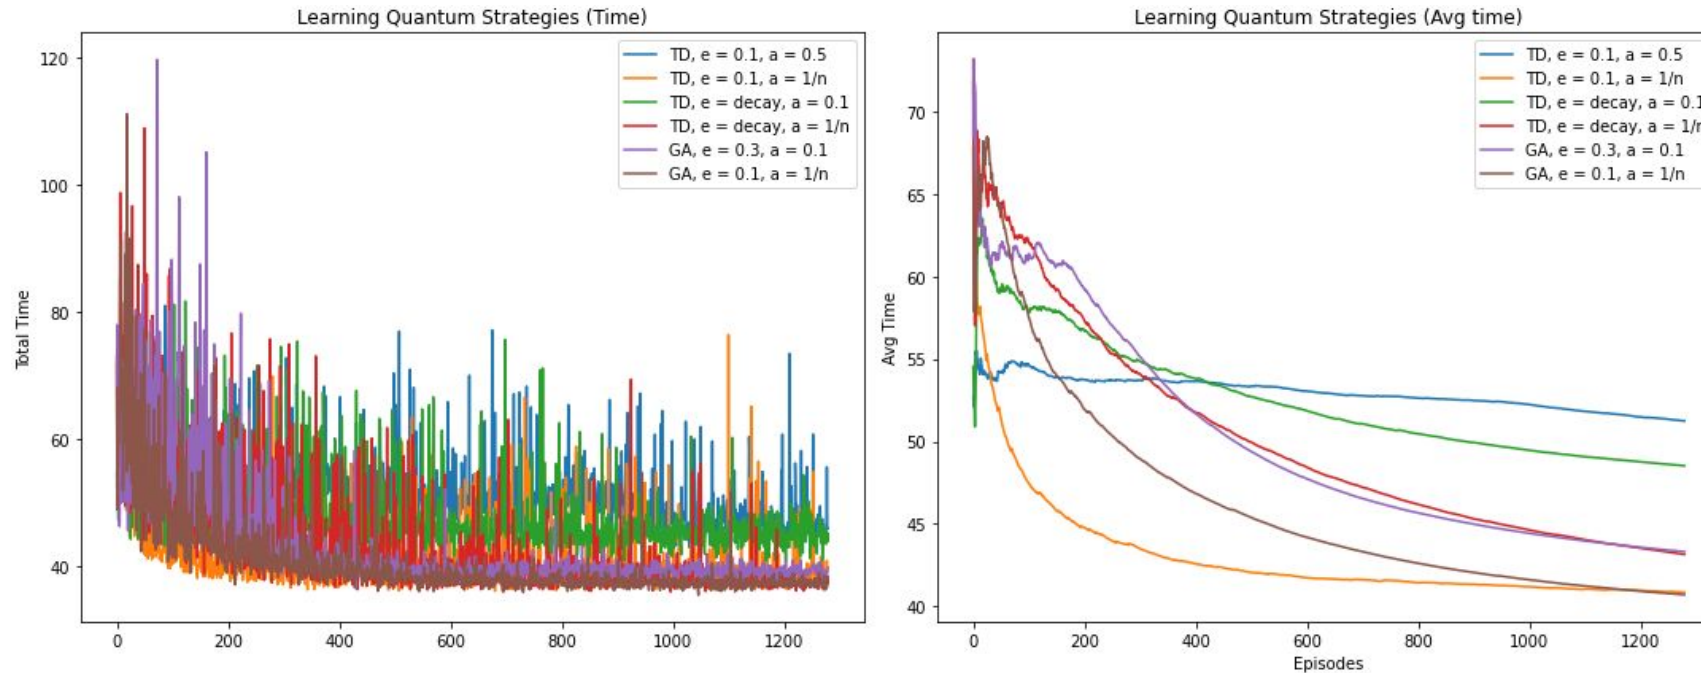 Learning Quantum Strategies (Time)
120
100
80
60
40
Total Time
0 200 400 600 800 1000 1200
TD, e = 0.1, a = 0.5
TD, e = 0.1, a = 1/n
TD, e = decay, a = 0.1
TD, e = decay, a = 1/n
GA, e = 0.3, a = 0.1
GA, e = 0.1, a = 1/n
Learning Quantum Strategies (Avg time)
70
65
60
55
50
45
40
Avg Time
0 200 400 600 800 1000 1200
Episodes
TD, e = 0.1, a = 0.5
TD, e = 0.1, a = 1/n
TD, e = decay, a = 0.1
TD, e = decay, a = 1/n
GA, e = 0.3, a = 0.1
GA, e = 0.1, a = 1/n